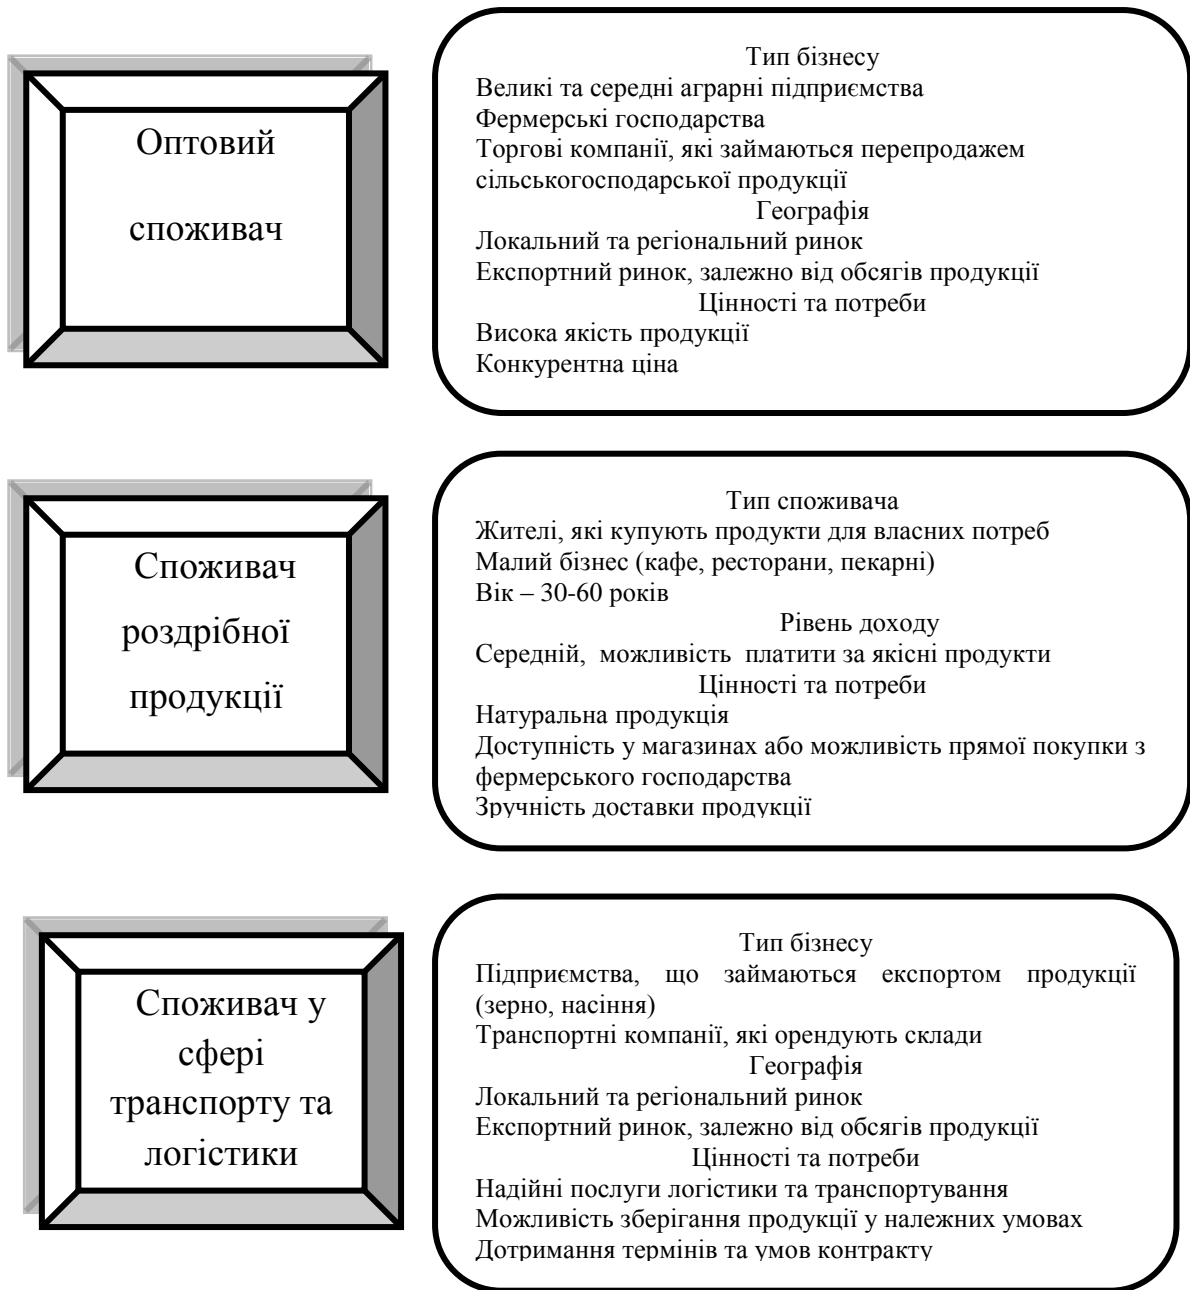 Оптовий
споживач
Тип бізнесу
Великі та середні аграрні підприємства
Фермерські господарства
Торгові компанії, які займаються перепродажем
сільськогосподарської продукції
Географія
Локальний та регіональний ринок
Експортний ринок, залежно від обсягів продукції
Цінності та потреби
Висока якість продукції
Конкурентна ціна
Споживач
роздрібної
продукції
Тип споживача
Жителі, які купують продукти для власних потреб
Малий бізнес (кафе, ресторани, пекарні)
Вік – 30-60 років
Рівень доходу
Середній, можливість платити за якісні продукти
Цінності та потреби
Натуральна продукція
Доступність у магазинах або можливість прямої покупки з
фермерського господарства
Зручність доставки продукції
Споживач у
сфері
транспорту та
логістики
Тип бізнесу
Підприємства, що займаються експортом продукції
(зерно, насіння)
Транспортні компанії, які орендують склади
Географія
Локальний та регіональний ринок
Експортний ринок, залежно від обсягів продукції
Цінності та потреби
Надійні послуги логістики та транспортування
Можливість зберігання продукції у належних умовах
Дотримання термінів та умов контракту